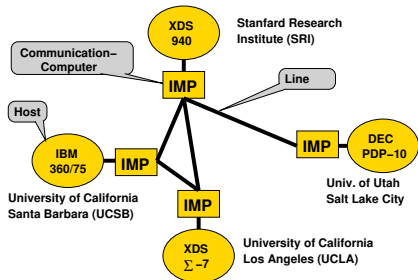 XDS
940
Stanfard Research
Institute (SRI)
Communication−
Computer
IMP
Line
Host
IBM
360/75
IMP
IMP
DEC
PDP−10
University of California
Santa Barbara (UCSB)
IMP
Univ. of Utah
Salt Lake City
XDS
Σ−7
University of California
Los Angeles (UCLA)